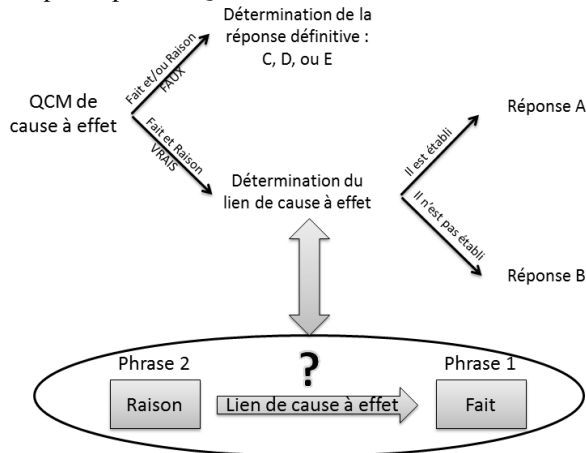 Détermination de la
réponse définitive :
C, D, ou E
Fait et/ou Raison
FAUX
QCM de
cause à effet
Fait et Raison
VRAIS
Détermination du
lien de cause à effet
Il est établi
Réponse A
Il n'est pas établi
Réponse B
?
Phrase 2
Phrase 1
Raison
Lien de cause à effet
Fait